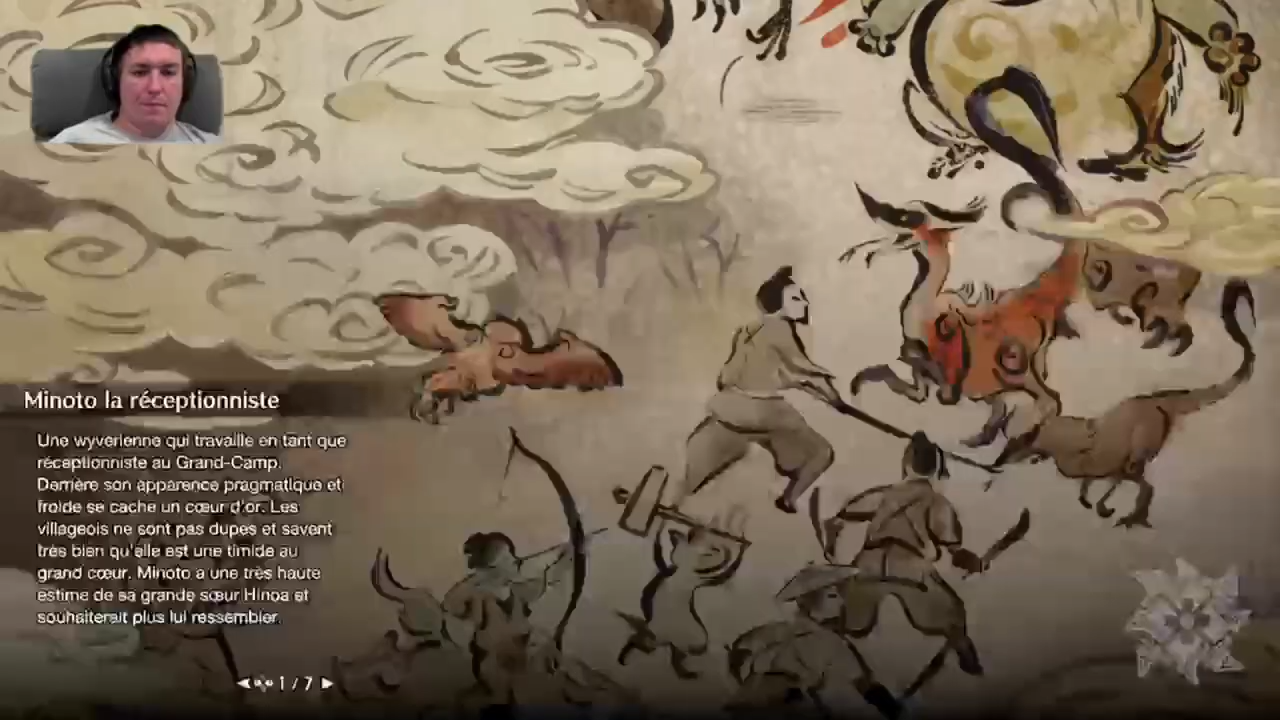 Minoto la réceptionniste
Une wyvérienne qui travaille en tant que
réceptionniste au Grand-Camp.
Derrière son apparence pragmatique et
froide se cache un cœur d'or. Les
villageois ne sont pas dupes et savent
très bien qu'elle est une timide au
grand cœur. Minoto a une très haute
estime de sa grande sœur Hinoa et
souhaiterait plus lui ressembler.
1 / 7